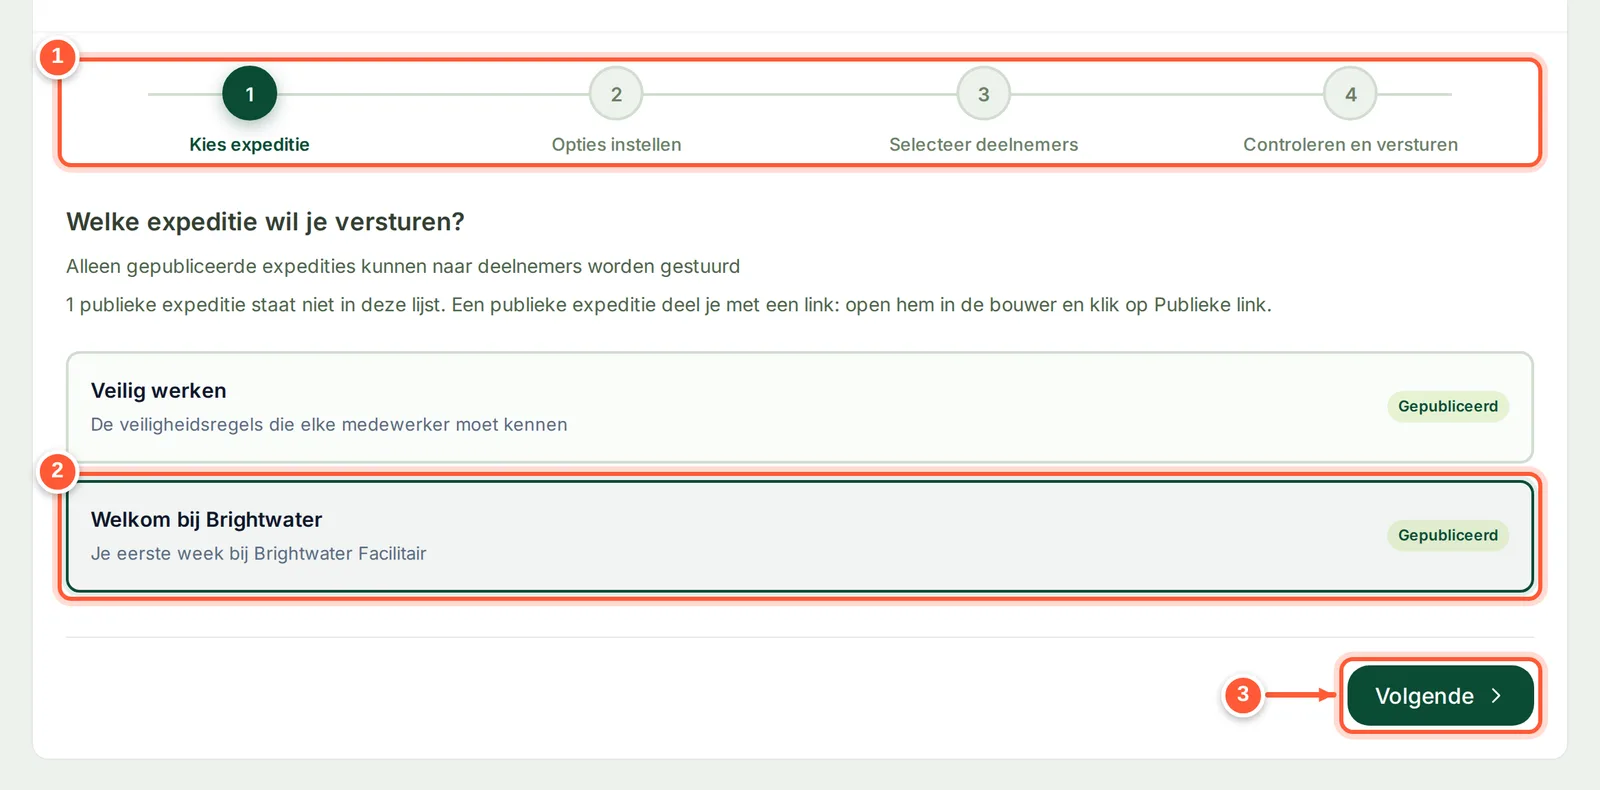 1
1
2
3
4
Kies expeditie
Opties instellen
Selecteer deelnemers
Controleren en versturen
Welke expeditie wil je versturen?
Alleen gepubliceerde expedities kunnen naar deelnemers worden gestuurd
1 publieke expeditie staat niet in deze lijst. Een publieke expeditie deel je met een link: open hem in de bouwer en klik op Publieke link.
Veilig werken
De veiligheidsregels die elke medewerker moet kennen
Gepubliceerd
2
Welkom bij Brightwater
Je eerste week bij Brightwater Facilitair
Gepubliceerd
3
Volgende